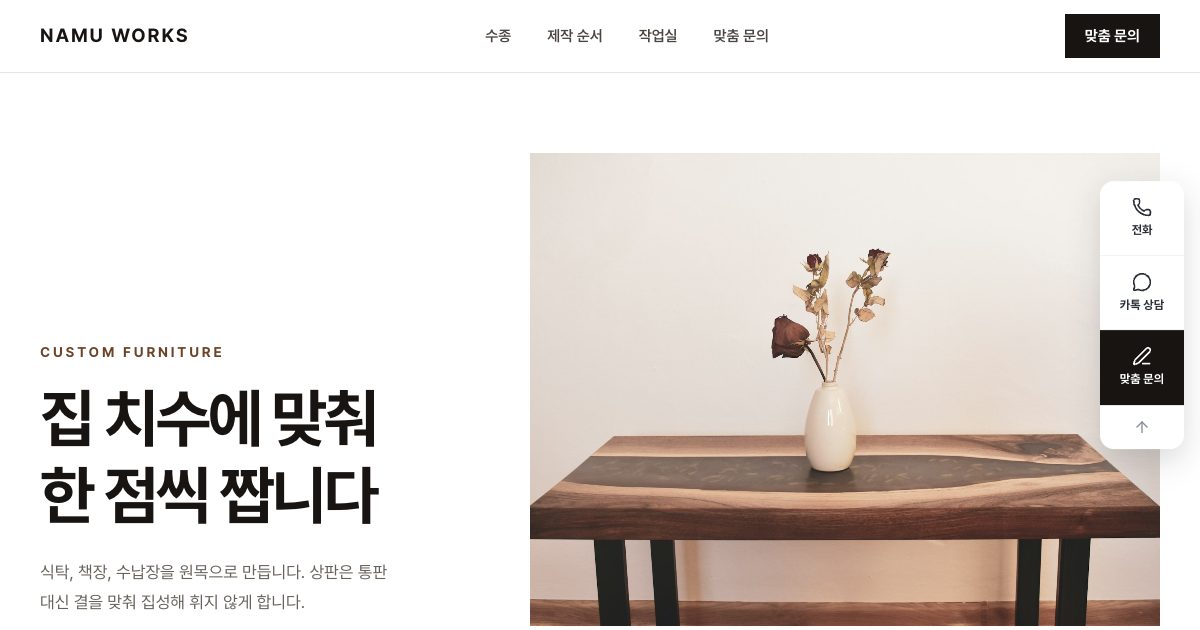 NAMU WORKS
수종
제작 순서
작업실
맞춤 문의
맞춤 문의
CUSTOM FURNITURE
집 치수에 맞춰
한 점씩 짭니다
식탁, 책장, 수납장을 원목으로 만듭니다. 상판은 통판
대신 결을 맞춰 집성해 휘지 않게 합니다.
전화
카톡 상담
맞춤 문의